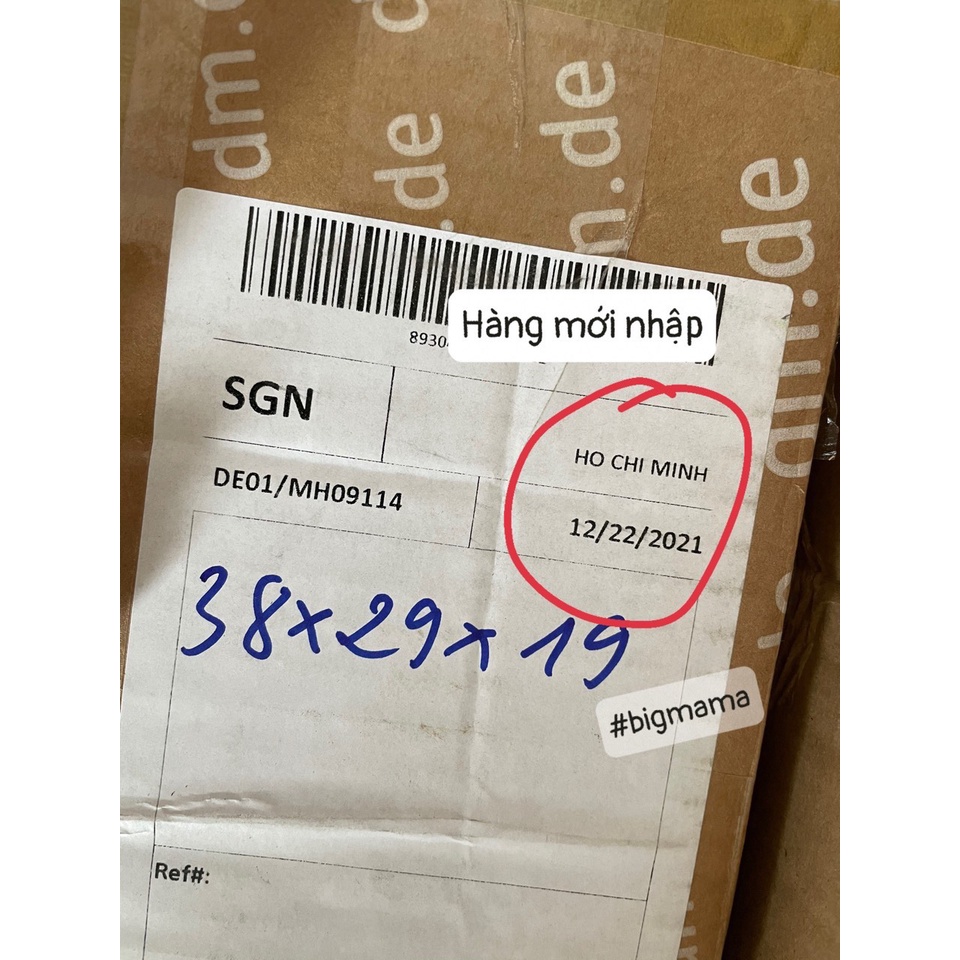 dm.de
de
dm.de
dm.de
Hàng mới nhập
SGN
HO CHI MINH
DE01/MH09114
12/22/2021
38x29x19
#bigmama
Ref#: